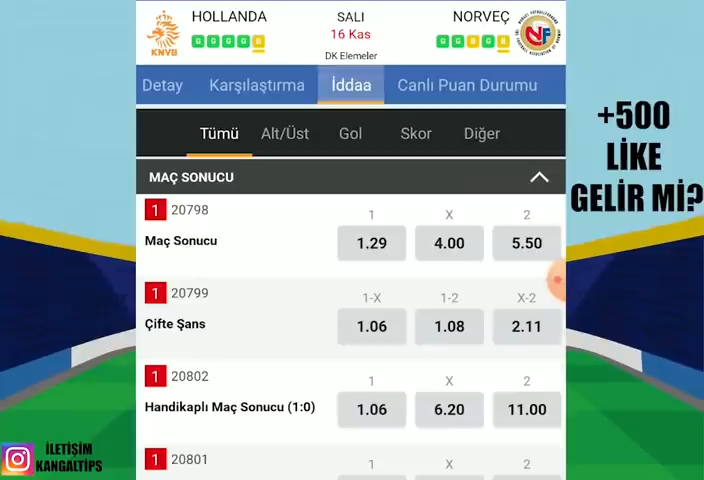 HOLLANDA
SALI
NORVEÇ
KNVB
G G G G B
16 Kas
G G B G B
NF
DK Elemeler
Detay Karşılaştırma İddaa Canlı Puan Durumu
Tümü Alt/Üst Gol Skor Diğer
MAÇ SONUCU
1 20798
1 X 2
Maç Sonucu
1.29 4.00 5.50
1 20799
1-X 1-2 X-2
Çifte Şans
1.06 1.08 2.11
1 20802
1 X 2
Handikaplı Maç Sonucu (1:0)
1.06 6.20 11.00
1 20801
1 X 2
+500
LİKE
GELİR Mİ?
İLETİŞİM
KANGALTİPS